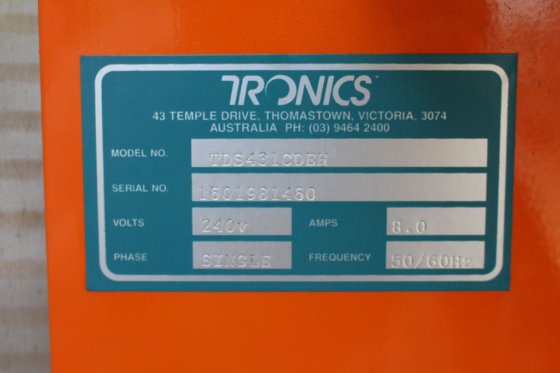 TRONICS
43 TEMPLE DRIVE, THOMASTOWN, VICTORIA, 3074
AUSTRALIA PH: (03) 9464 2400
MODEL NO. TDS431CDEH
SERIAL NO. 1601981460
VOLTS 240V AMPS 8.0
PHASE SINGLE FREQUENCY 50/60Hz